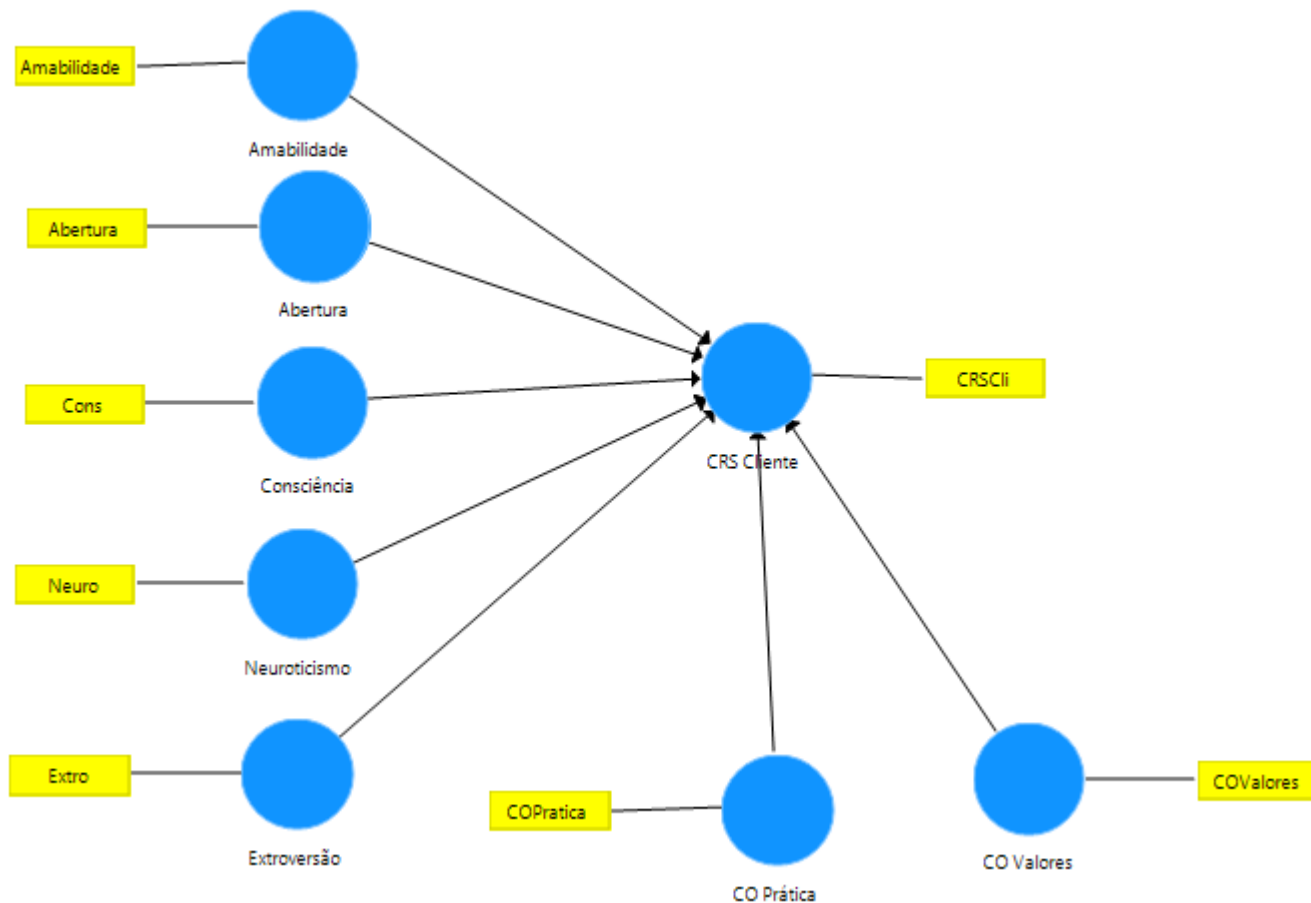 Amabilidade
Amabilidade
Abertura
Abertura
Cons
Consciência
CRS Cliente
CRSCli
Neuro
Neuroticismo
Extro
Extroversão
COPratica
CO Prática
CO Valores
COValores